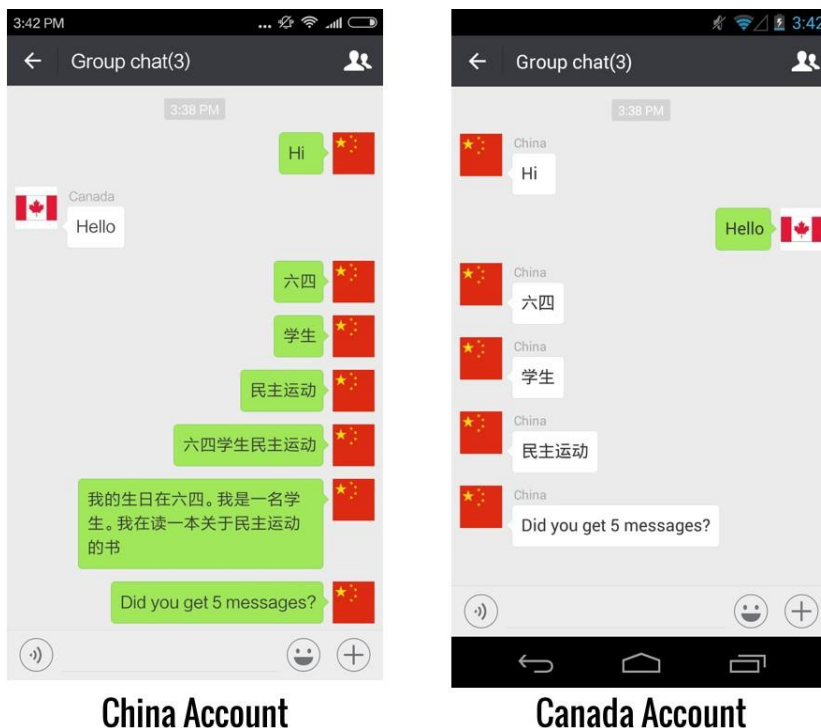 3:42 PM
Group chat(3)
3:38 PM
Hi
Canada
Hello
六四
学生
民主运动
六四学生民主运动
我的生日在六四。我是一名学
生。我在读一本关于民主运动
的书
Did you get 5 messages?
China Account
3:42
Group chat(3)
3:38 PM
China
Hi
Hello
China
六四
China
学生
China
民主运动
China
Did you get 5 messages?
Canada Account